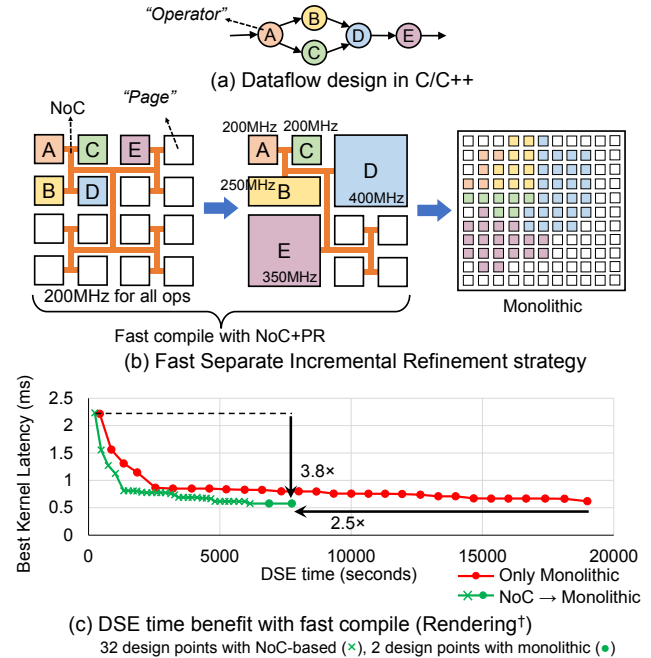 "Operator"
A
B
C
D
E
(a) Dataflow design in C/C++
NoC
"Page"
A
C
E
B
D
200MHz for all ops
200MHz
200MHz
A
C
D
250MHz
B
400MHz
E
350MHz
Monolithic
Fast compile with NoC+PR
(b) Fast Separate Incremental Refinement strategy
Best Kernel Latency (ms)
2.5
2
1.5
1
0.5
0
3.8×
2.5×
0
5000
10000
15000
20000
DSE time (seconds)
Only Monolithic
NoC → Monolithic
(c) DSE time benefit with fast compile (Rendering†)
32 design points with NoC-based (×), 2 design points with monolithic (●)